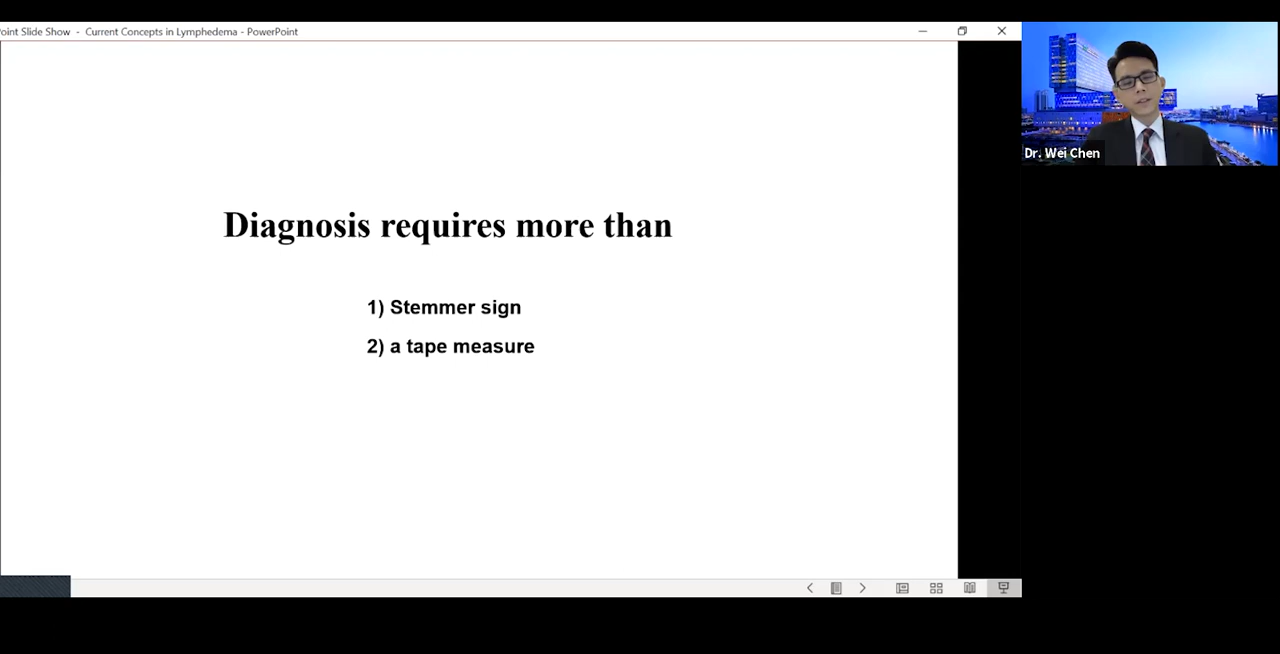 oint Slide Show - Current Concepts in Lymphedema - PowerPoint
Dr. Wei Chen
Diagnosis requires more than
1) Stemmer sign
2) a tape measure